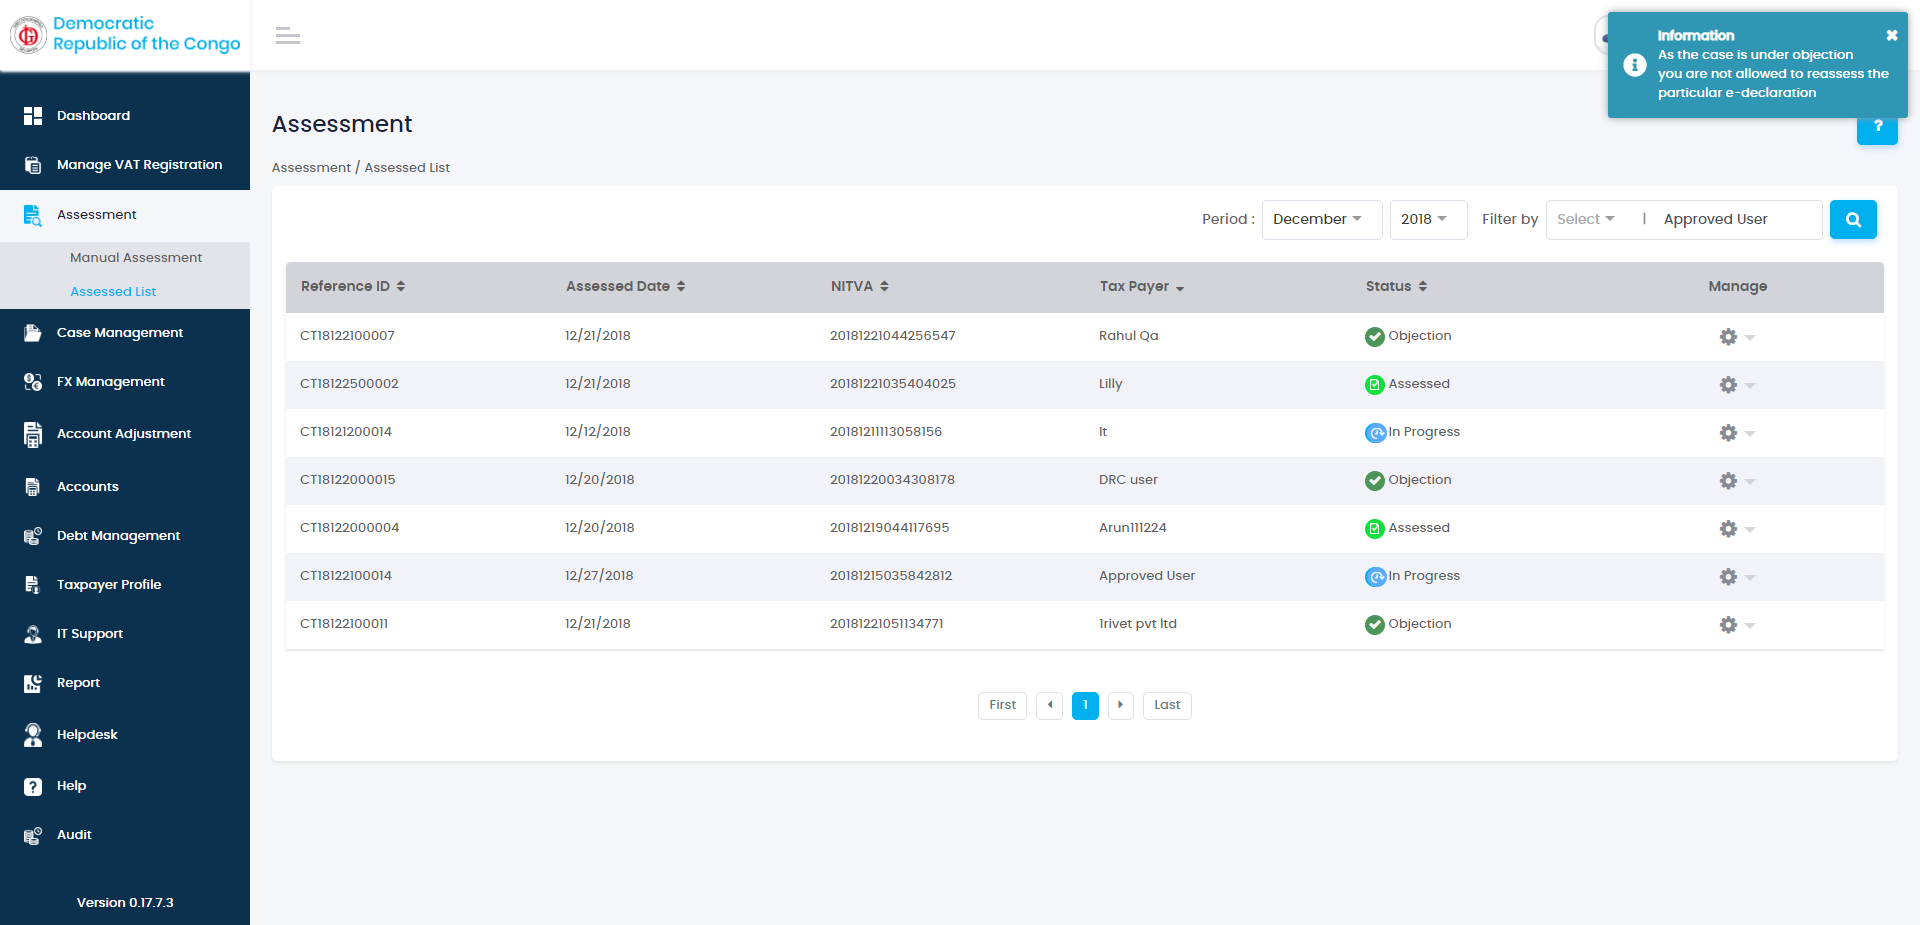 Democratic
Republic of the Congo
Information
As the case is under objection
you are not allowed to reassess the
particular e-declaration
?
Dashboard
Manage VAT Registration
Assessment
Manual Assessment
Assessed List
Case Management
FX Management
Account Adjustment
Accounts
Debt Management
Taxpayer Profile
IT Support
Report
Helpdesk
Help
Audit
Version 0.17.7.3
Assessment
Assessment / Assessed List
Period : December 2018 Filter by Select | Approved User
Reference ID Assessed Date NITVA Tax Payer Status Manage
CT18122100007 12/21/2018 20181221044256547 Rahul Qa Objection
CT18122500002 12/21/2018 20181221035404025 Lilly Assessed
CT18121200014 12/12/2018 20181211113058156 It In Progress
CT18122000015 12/20/2018 20181220034308178 DRC user Objection
CT18122000004 12/20/2018 20181219044117695 Arun111224 Assessed
CT18122100014 12/27/2018 20181215035842812 Approved User In Progress
CT18122100011 12/21/2018 20181221051134771 1rivet pvt ltd Objection
First 1 Last